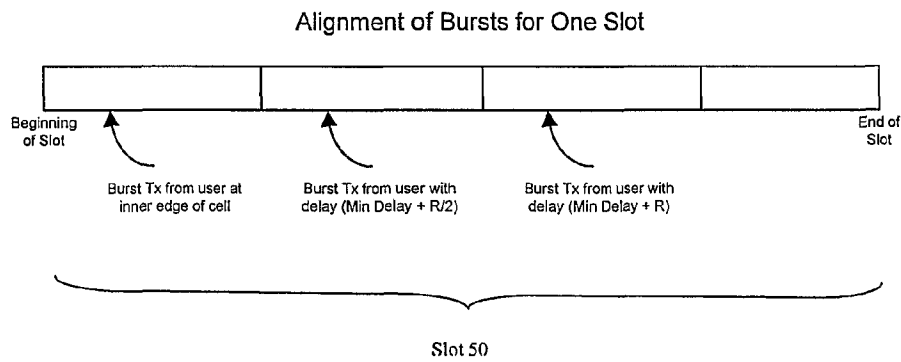 Alignment of Bursts for One Slot
Beginning
of Slot
End of
Slot
Burst Tx from user at
inner edge of cell
Burst Tx from user with
delay (Min Delay + R/2)
Burst Tx from user with
delay (Min Delay + R)
Slot 50